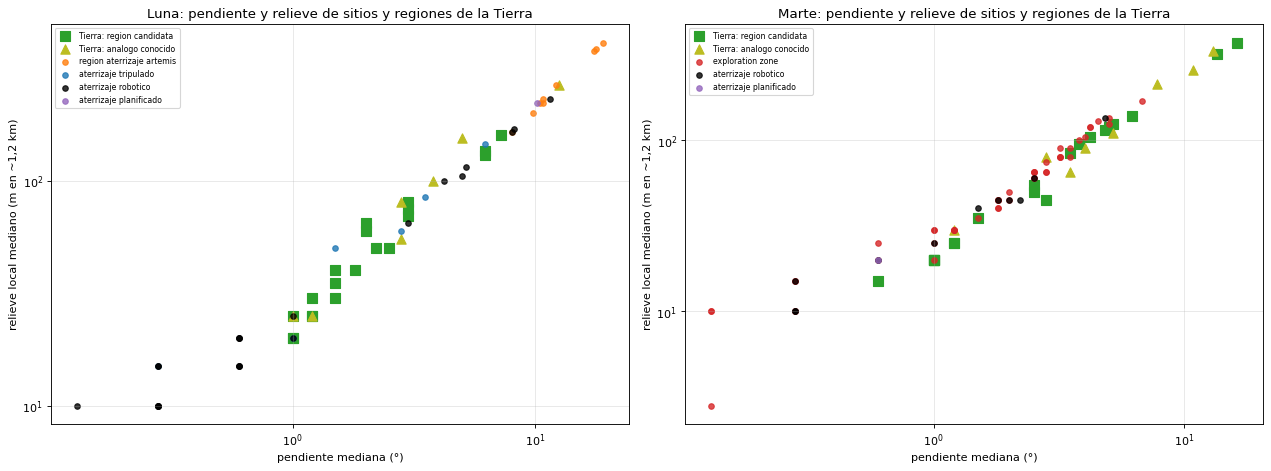 Luna: pendiente y relieve de sitios y regiones de la Tierra
Tierra: region candidata
Tierra: analogo conocido
region aterrizaje artemis
aterrizaje tripulado
aterrizaje robotico
aterrizaje planificado
relieve local mediano (m en ~1,2 km)
10²
10¹
10⁰
10¹
pendiente mediana (°)
Marte: pendiente y relieve de sitios y regiones de la Tierra
Tierra: region candidata
Tierra: analogo conocido
exploration zone
aterrizaje robotico
aterrizaje planificado
relieve local mediano (m en ~1,2 km)
10²
10¹
10⁰
10¹
pendiente mediana (°)